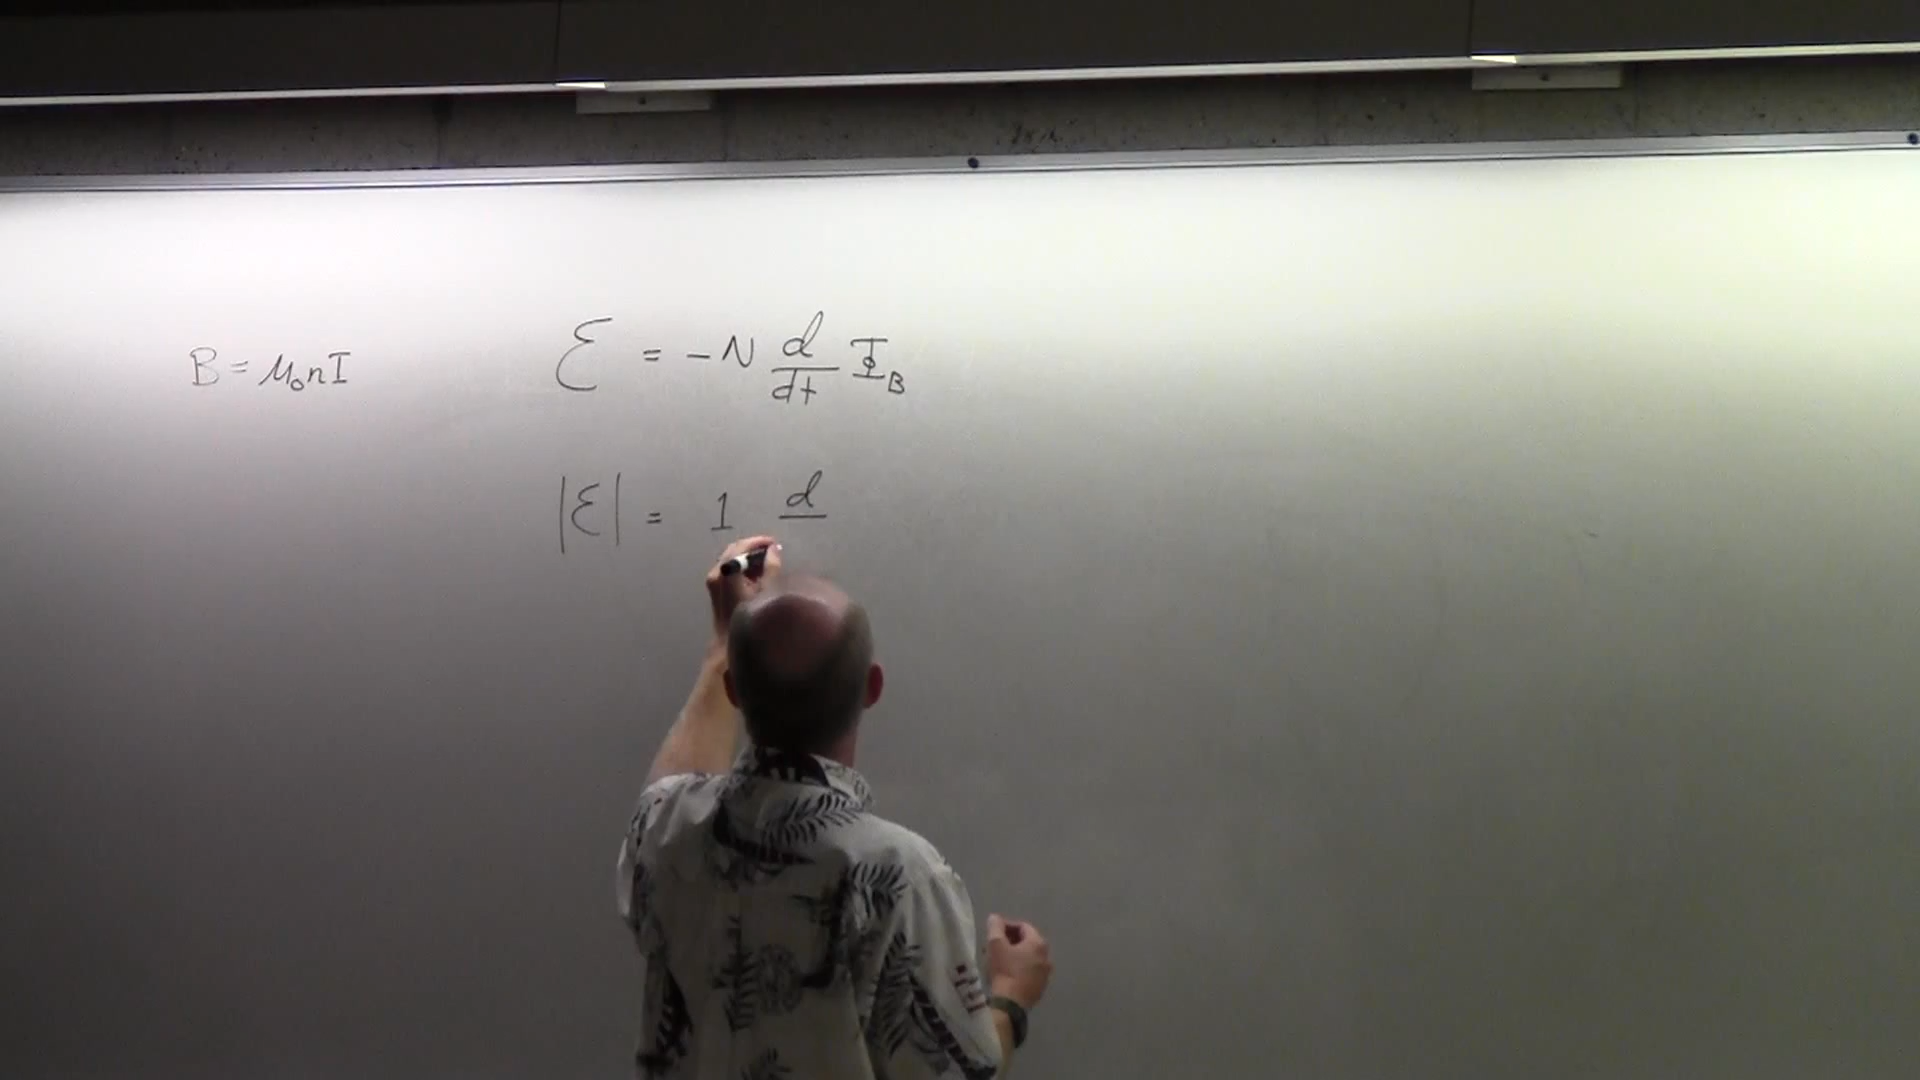 B = μ₀nI
ℰ = -N d/dt Φ_B
|ℰ| = 1 d